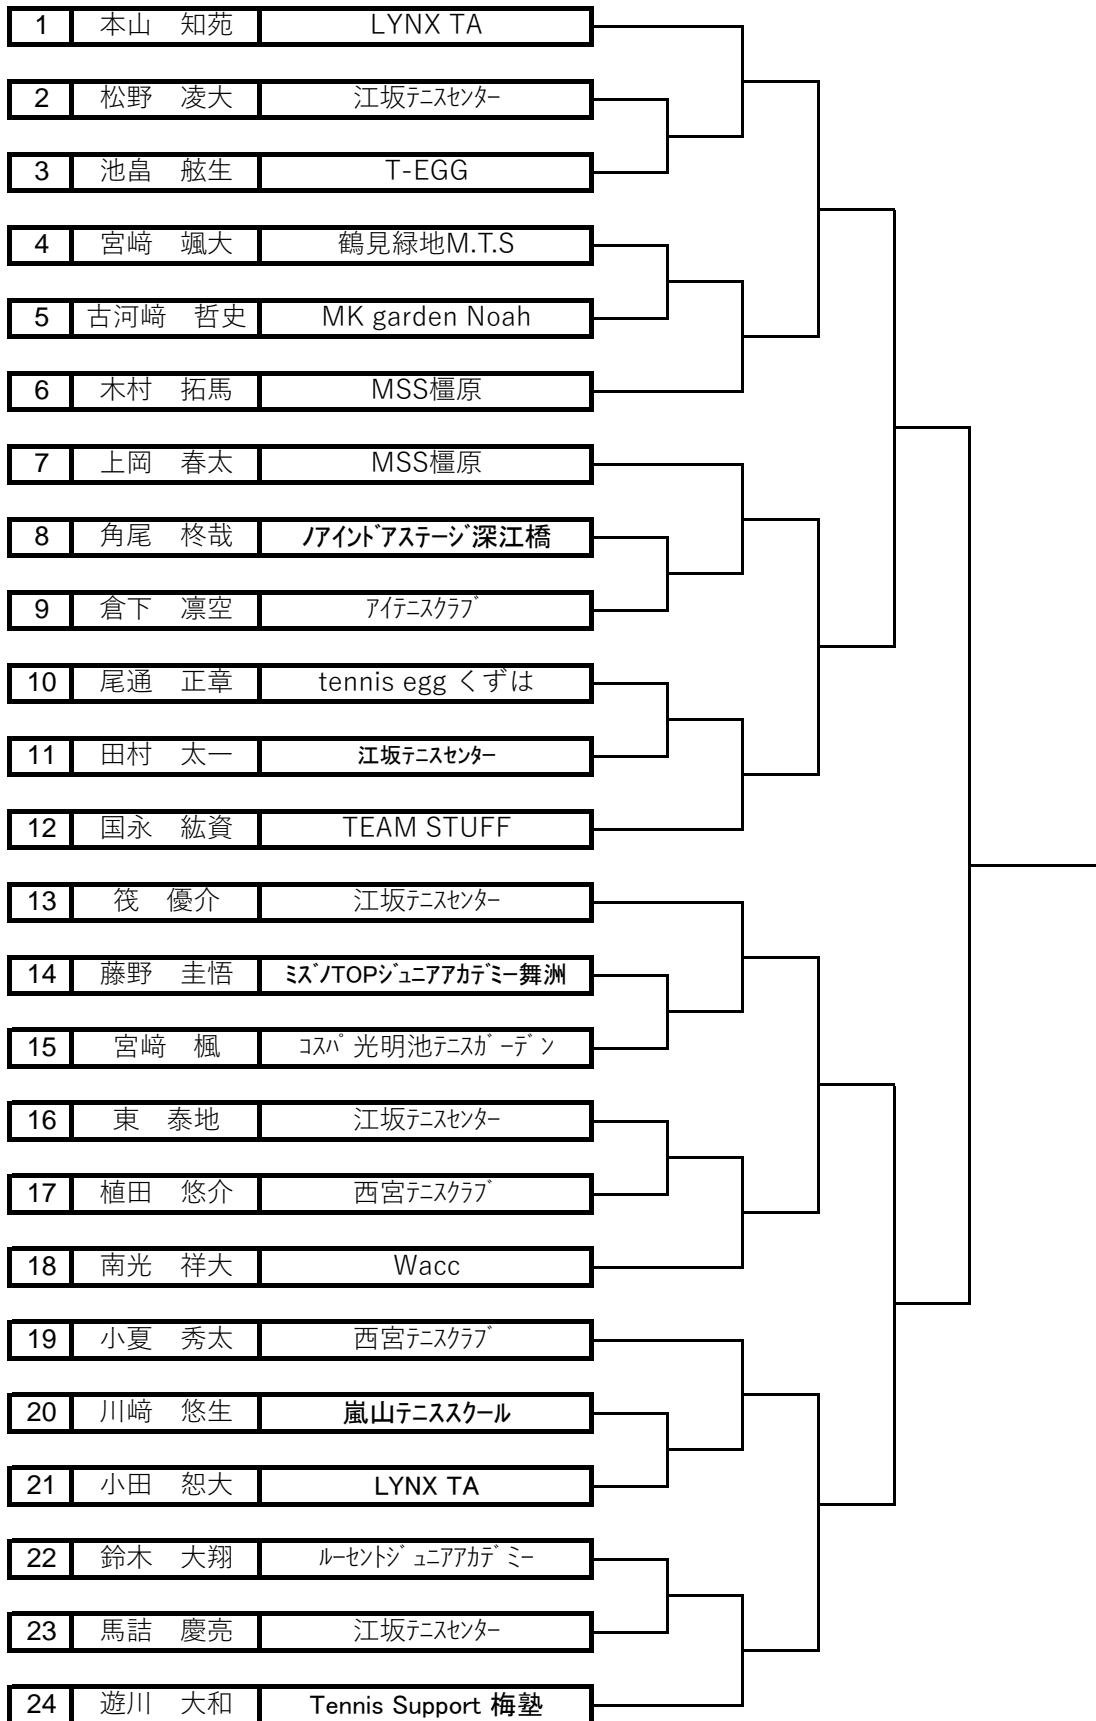 1 本山　知苑 LYNX TA
2 松野　凌大 江坂ﾃﾆｽｾﾝﾀｰ
3 池畠　舷生 T-EGG
4 宮﨑　颯大 鶴見緑地M.T.S
5 古河﨑　哲史 MK garden Noah
6 木村　拓馬 MSS橿原
7 上岡　春太 MSS橿原
8 角尾　柊哉 ﾉｱｲﾝﾄﾞｱｽﾃｰｼﾞ深江橋
9 倉下　凛空 ｱｲﾃﾆｽｸﾗﾌﾞ
10 尾通　正章 tennis egg くずは
11 田村　太一 江坂ﾃﾆｽｾﾝﾀｰ
12 国永　紘資 TEAM STUFF
13 筏　優介 江坂ﾃﾆｽｾﾝﾀｰ
14 藤野　圭悟 ﾐｽﾞﾉTOPｼﾞｭﾆｱｱｶﾃﾞﾐｰ舞洲
15 宮﨑　楓 ｺｽﾊﾟ光明池ﾃﾆｽｶﾞｰﾃﾞﾝ
16 東　泰地 江坂ﾃﾆｽｾﾝﾀｰ
17 植田　悠介 西宮ﾃﾆｽｸﾗﾌﾞ
18 南光　祥大 Wacc
19 小夏　秀太 西宮ﾃﾆｽｸﾗﾌﾞ
20 川﨑　悠生 嵐山ﾃﾆｽｽｸｰﾙ
21 小田　恕大 LYNX TA
22 鈴木　大翔 ﾙｰｾﾝﾄｼﾞｭﾆｱｱｶﾃﾞﾐｰ
23 馬詰　慶亮 江坂ﾃﾆｽｾﾝﾀｰ
24 遊川　大和 Tennis Support 梅塾